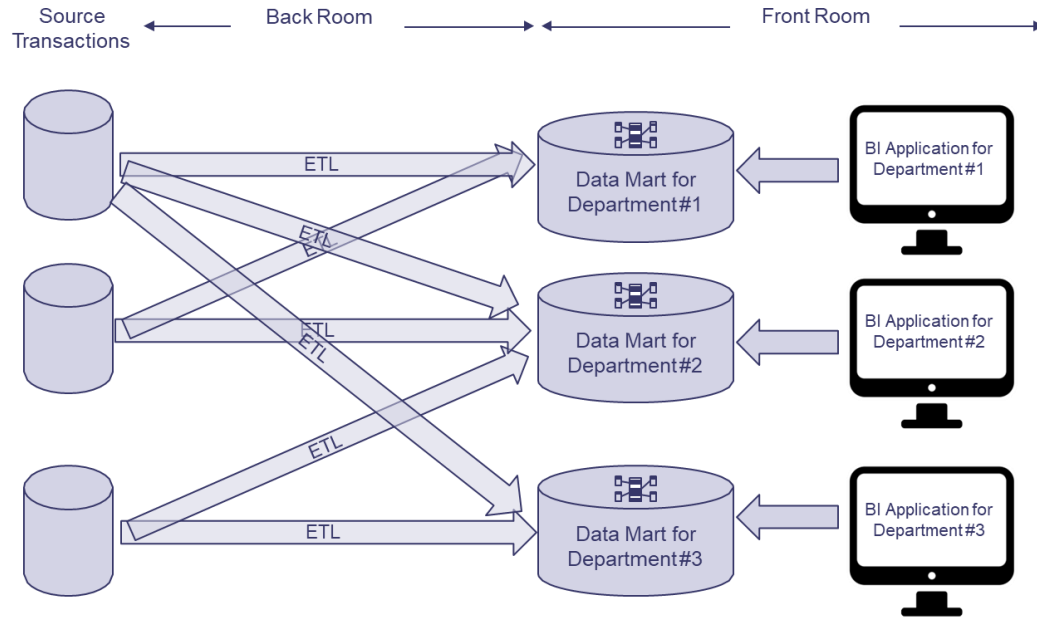 Source
Transactions
Back Room
Front Room
ETL
Data Mart for
Department #1
BI Application for
Department #1
ETL
ETL
ETL
ETL
Data Mart for
Department #2
BI Application for
Department #2
ETL
ETL
Data Mart for
Department #3
BI Application for
Department #3